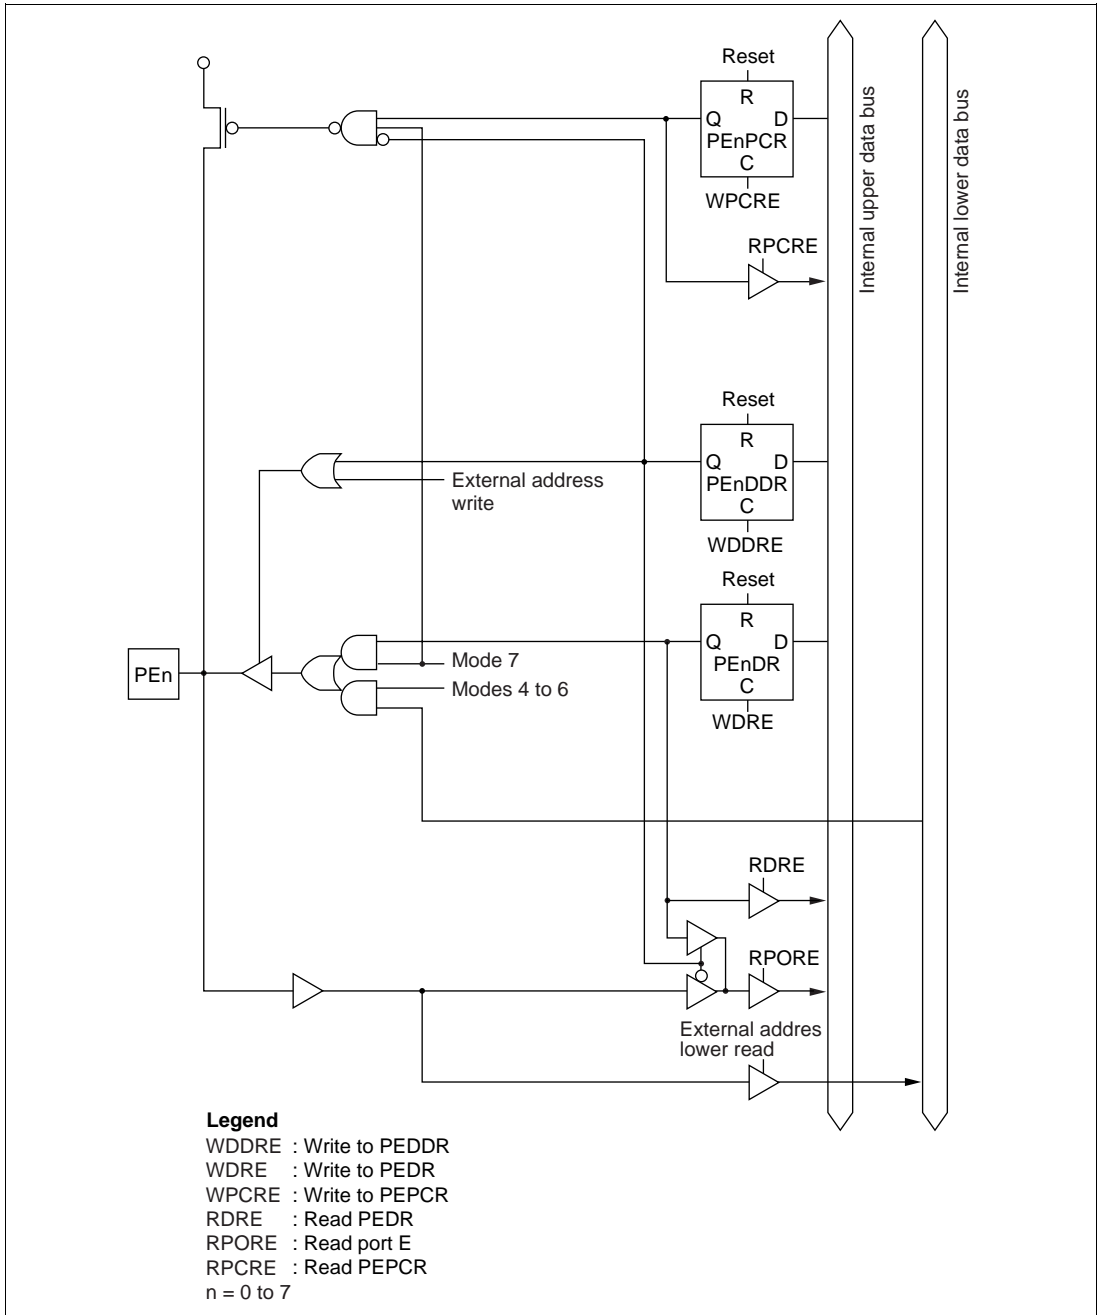 Reset
R
Q D
PEnPCR
C
WPCRE
RPCRE
Internal upper data bus
Internal lower data bus
Reset
R
Q D
PEnDDR
C
WDDRE
External address
write
Reset
R
Q D
PEnDR
C
WDRE
Mode 7
Modes 4 to 6
PEn
RDRE
RPORE
External addres
lower read
Legend
WDDRE : Write to PEDDR
WDRE : Write to PEDR
WPCRE : Write to PEPCR
RDRE : Read PEDR
RPORE : Read port E
RPCRE : Read PEPCR
n = 0 to 7